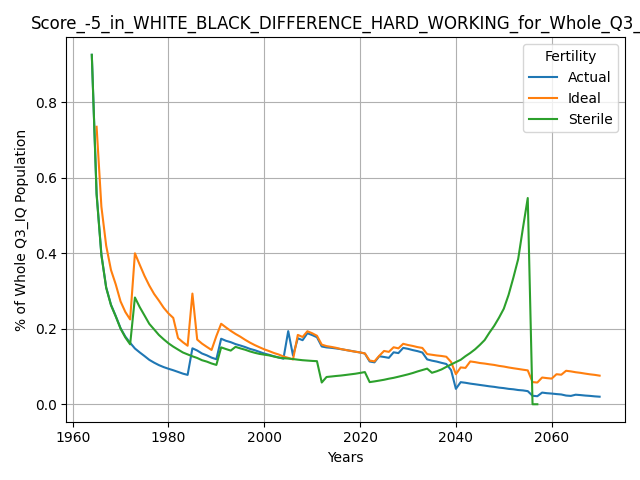 Score_-5_in_WHITE_BLACK_DIFFERENCE_HARD_WORKING_for_Whole_Q3_
Fertility
Actual
Ideal
Sterile
% of Whole Q3_IQ Population
0.8
0.6
0.4
0.2
0.0
1960 1980 2000 2020 2040 2060
Years